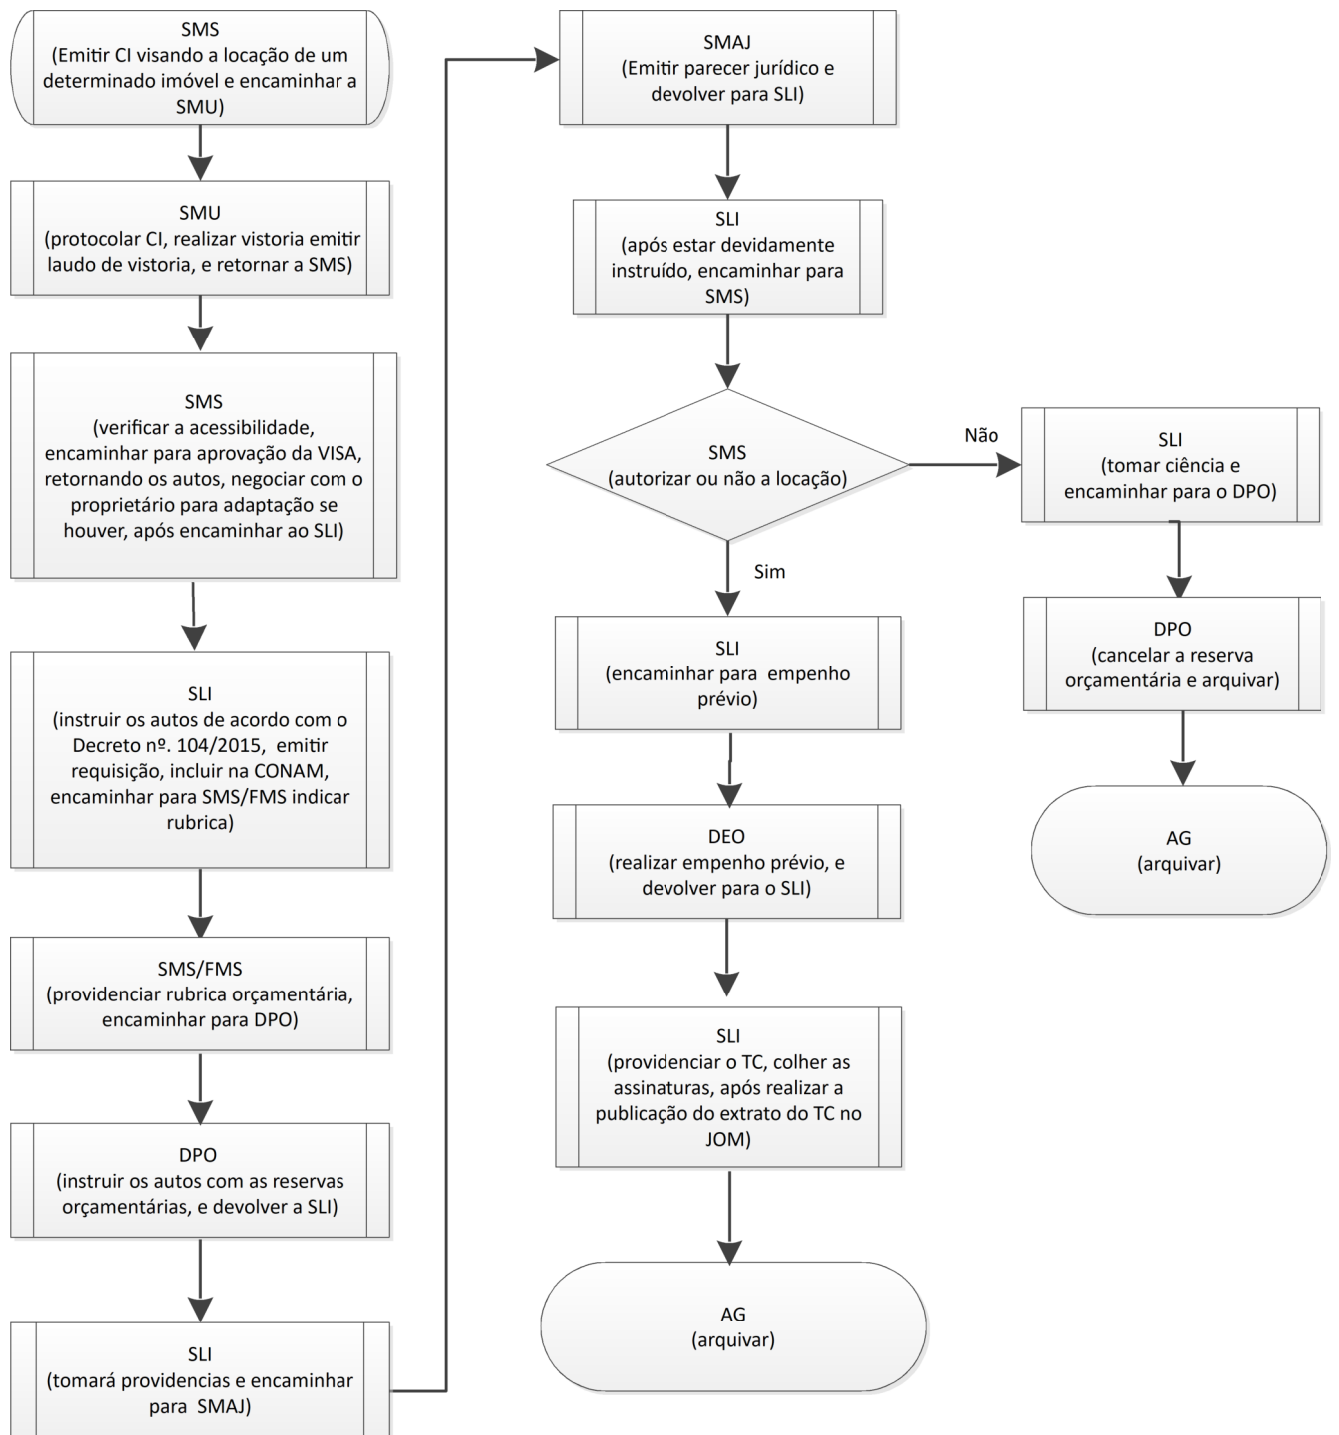 SMS
(Emitir CI visando a locação de um
determinado imóvel e encaminhar a
SMU)
SMU
(protocolar CI, realizar vistoria emitir
laudo de vistoria, e retornar a SMS)
SMS
(verificar a acessibilidade,
encaminhar para aprovação da VISA,
retornando os autos, negociar com o
proprietário para adaptação se
houver, após encaminhar ao SLI)
SLI
(instruir os autos de acordo com o
Decreto nº. 104/2015, emitir
requisição, incluir na CONAM,
encaminhar para SMS/FMS indicar
rubrica)
SMS/FMS
(providenciar rubrica orçamentária,
encaminhar para DPO)
DPO
(instruir os autos com as reservas
orçamentárias, e devolver a SLI)
SLI
(tomará providencias e encaminhar
para SMAJ)
SMAJ
(Emitir parecer jurídico e
devolver para SLI)
SLI
(após estar devidamente
instruído, encaminhar para
SMS)
SMS
(autorizar ou não a locação)
Não
SLI
(tomar ciência e
encaminhar para o DPO)
DPO
(cancelar a reserva
orçamentária e arquivar)
AG
(arquivar)
Sim
SLI
(encaminhar para empenho
prévio)
DEO
(realizar empenho prévio, e
devolver para o SLI)
SLI
(providenciar o TC, colher as
assinaturas, após realizar a
publicação do extrato do TC no
JOM)
AG
(arquivar)